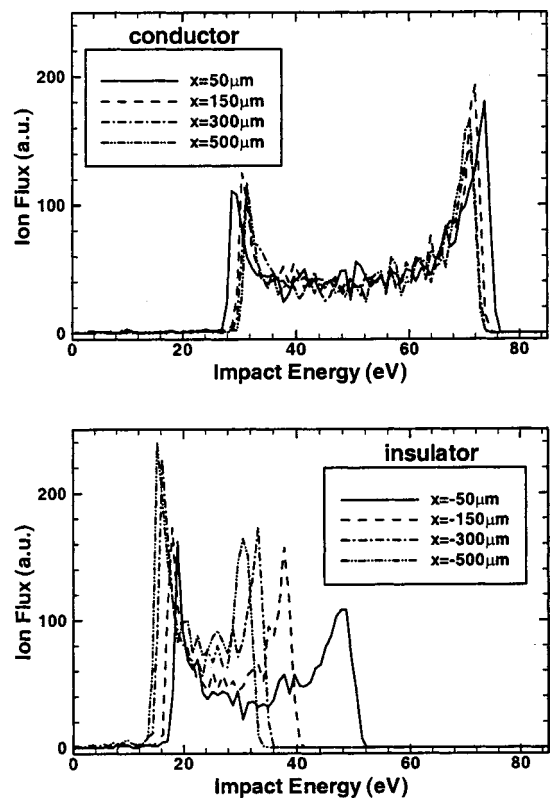 conductor
x=50μm
x=150μm
x=300μm
x=500μm
200
100
0
Ion Flux (a.u.)
0 20 40 60 80
Impact Energy (eV)
insulator
x=-50μm
x=-150μm
x=-300μm
x=-500μm
200
100
0
Ion Flux (a.u.)
0 20 40 60 80
Impact Energy (eV)